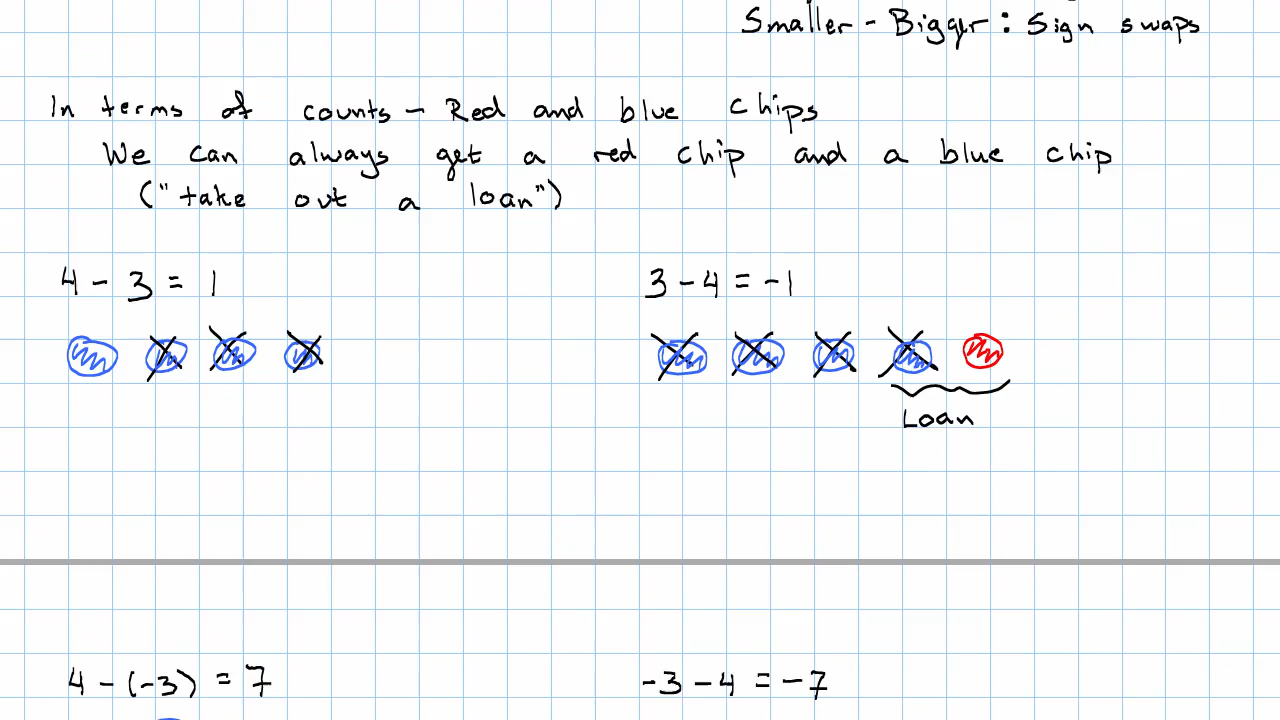 Smaller - Bigger : Sign swaps
In terms of counts - Red and blue chips
We can always get a red chip and a blue chip
("take out a loan")
4 - 3 = 1
3 - 4 = -1
Loan
4 - (-3) = 7
-3 - 4 = -7